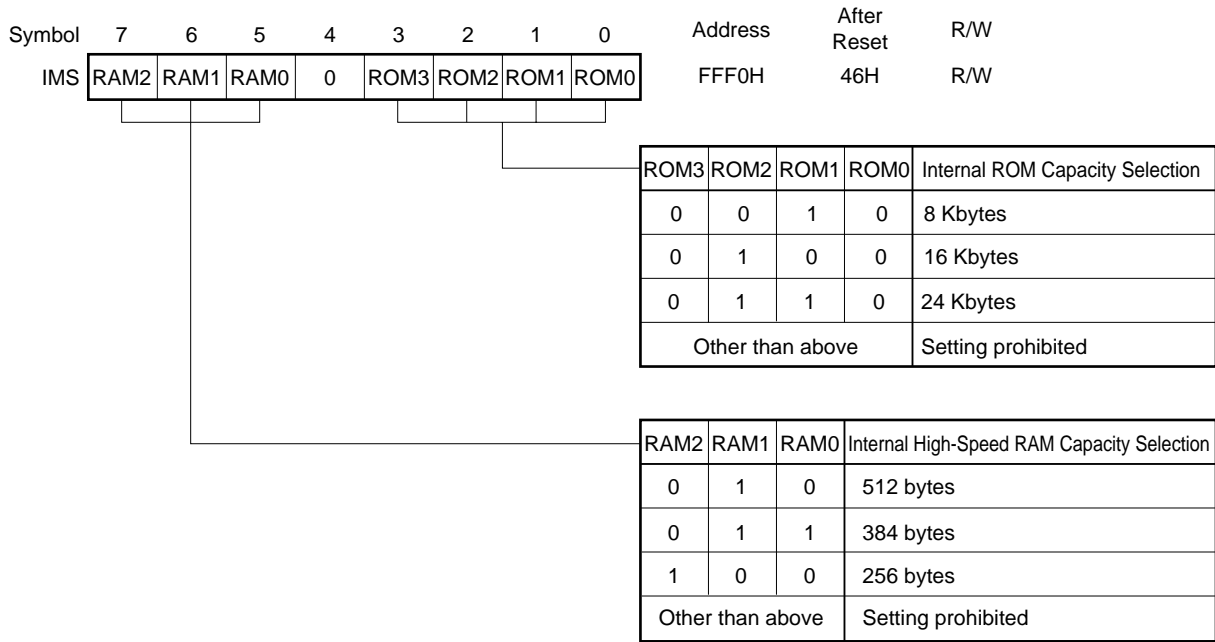 Symbol 7 6 5 4 3 2 1 0 Address After Reset R/W
IMS RAM2 RAM1 RAM0 0 ROM3 ROM2 ROM1 ROM0 FFF0H 46H R/W
ROM3 ROM2 ROM1 ROM0 Internal ROM Capacity Selection
0 0 1 0 8 Kbytes
0 1 0 0 16 Kbytes
0 1 1 0 24 Kbytes
Other than above Setting prohibited
RAM2 RAM1 RAM0 Internal High-Speed RAM Capacity Selection
0 1 0 512 bytes
0 1 1 384 bytes
1 0 0 256 bytes
Other than above Setting prohibited